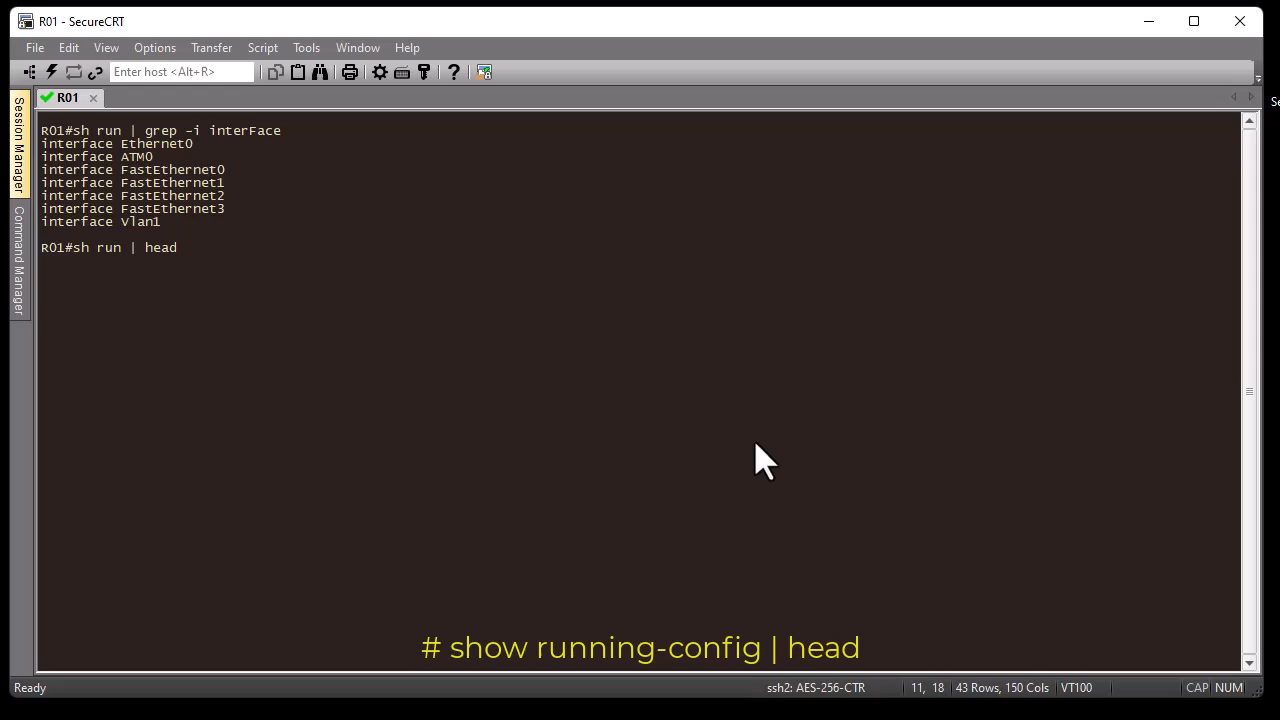 R01 - SecureCRT
File Edit View Options Transfer Script Tools Window Help
Enter host <Alt+R>
R01
Session Manager
Command Manager
R01#sh run | grep -i interFace
interface Ethernet0
interface ATM0
interface FastEthernet0
interface FastEthernet1
interface FastEthernet2
interface FastEthernet3
interface Vlan1
R01#sh run | head
# show running-config | head
Ready ssh2: AES-256-CTR 11, 18 43 Rows, 150 Cols VT100 CAP NUM